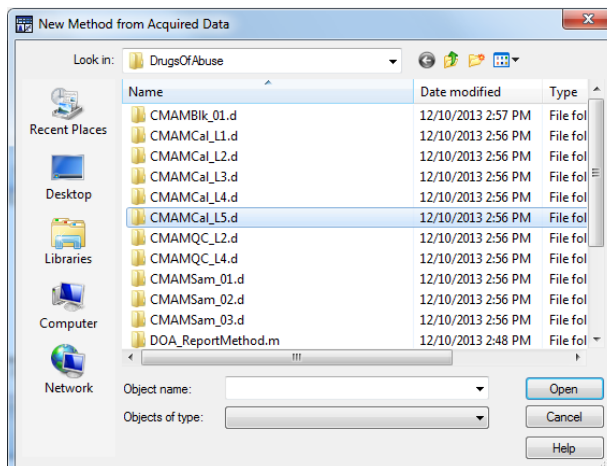 New Method from Acquired Data
Look in: DrugsOfAbuse
Name Date modified Type
CMAMBlk_01.d 12/10/2013 2:57 PM File fol
CMAMCal_L1.d 12/10/2013 2:56 PM File fol
CMAMCal_L2.d 12/10/2013 2:56 PM File fol
CMAMCal_L3.d 12/10/2013 2:56 PM File fol
CMAMCal_L4.d 12/10/2013 2:56 PM File fol
CMAMCal_L5.d 12/10/2013 2:56 PM File fol
CMAMQC_L2.d 12/10/2013 2:56 PM File fol
CMAMQC_L4.d 12/10/2013 2:56 PM File fol
CMAMSam_01.d 12/10/2013 2:56 PM File fol
CMAMSam_02.d 12/10/2013 2:56 PM File fol
CMAMSam_03.d 12/10/2013 2:56 PM File fol
DOA_ReportMethod.m 12/10/2013 2:48 PM File fol
Recent Places
Desktop
Libraries
Computer
Network
Object name: Open
Objects of type: Cancel
Help